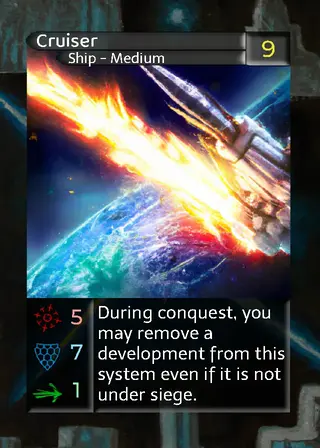 Cruiser
9
Ship - Medium
5
7
1
During conquest, you
may remove a
development from this
system even if it is not
under siege.